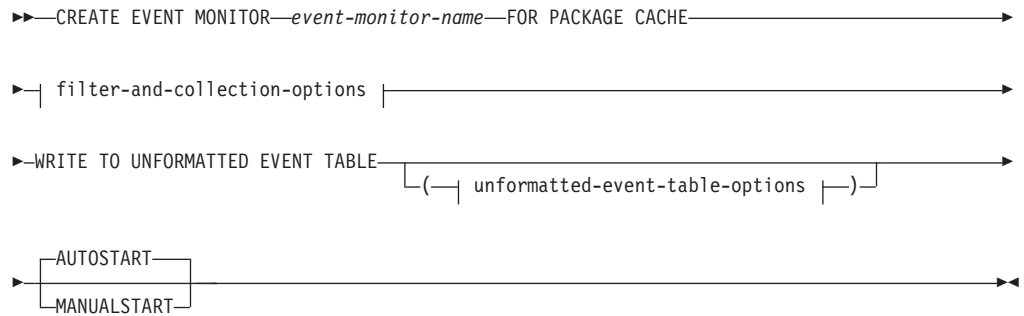 CREATE EVENT MONITOR event-monitor-name FOR PACKAGE CACHE
filter-and-collection-options
WRITE TO UNFORMATTED EVENT TABLE
( unformatted-event-table-options )
AUTOSTART
MANUALSTART